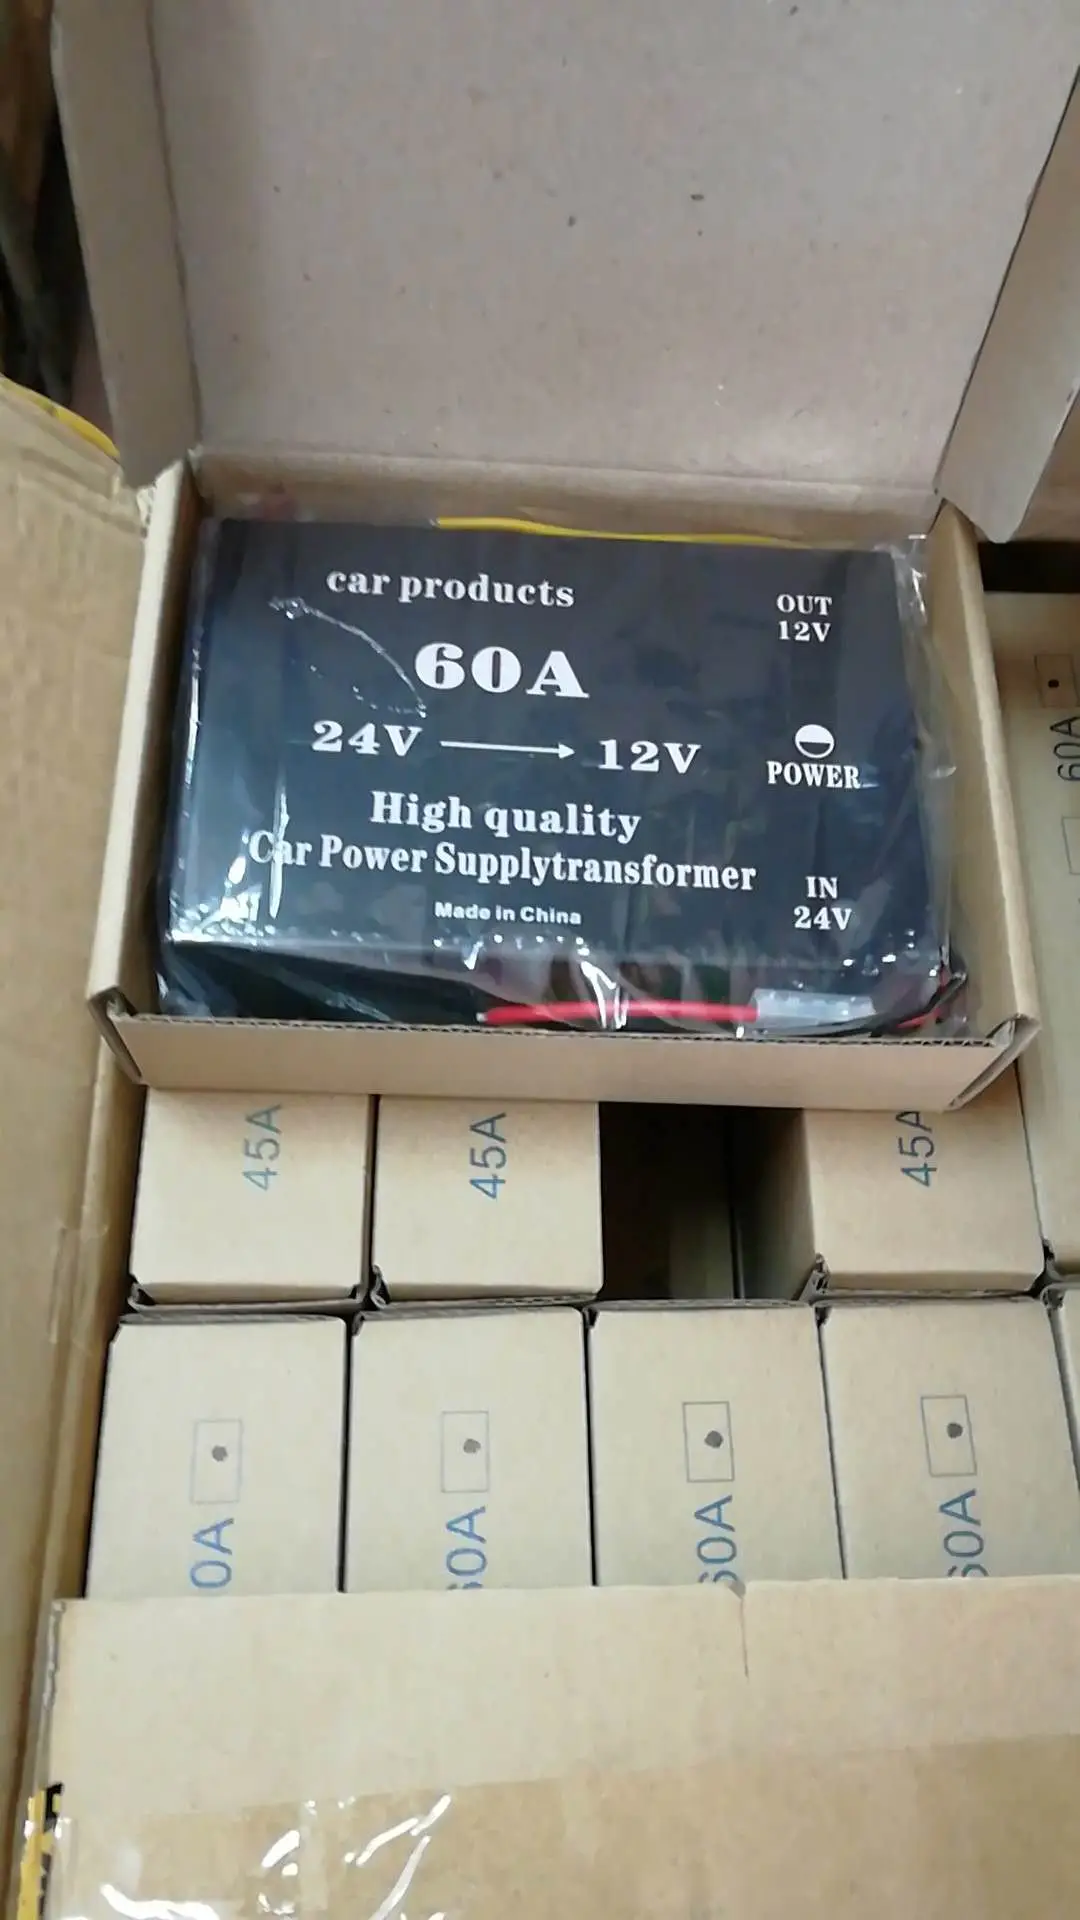 car products
60A
24V → 12V
High quality
Car Power Supplytransformer
Made in China
OUT
12V
POWER
IN
24V
60A
45A
45A
45A
0A
60A
60A
60A